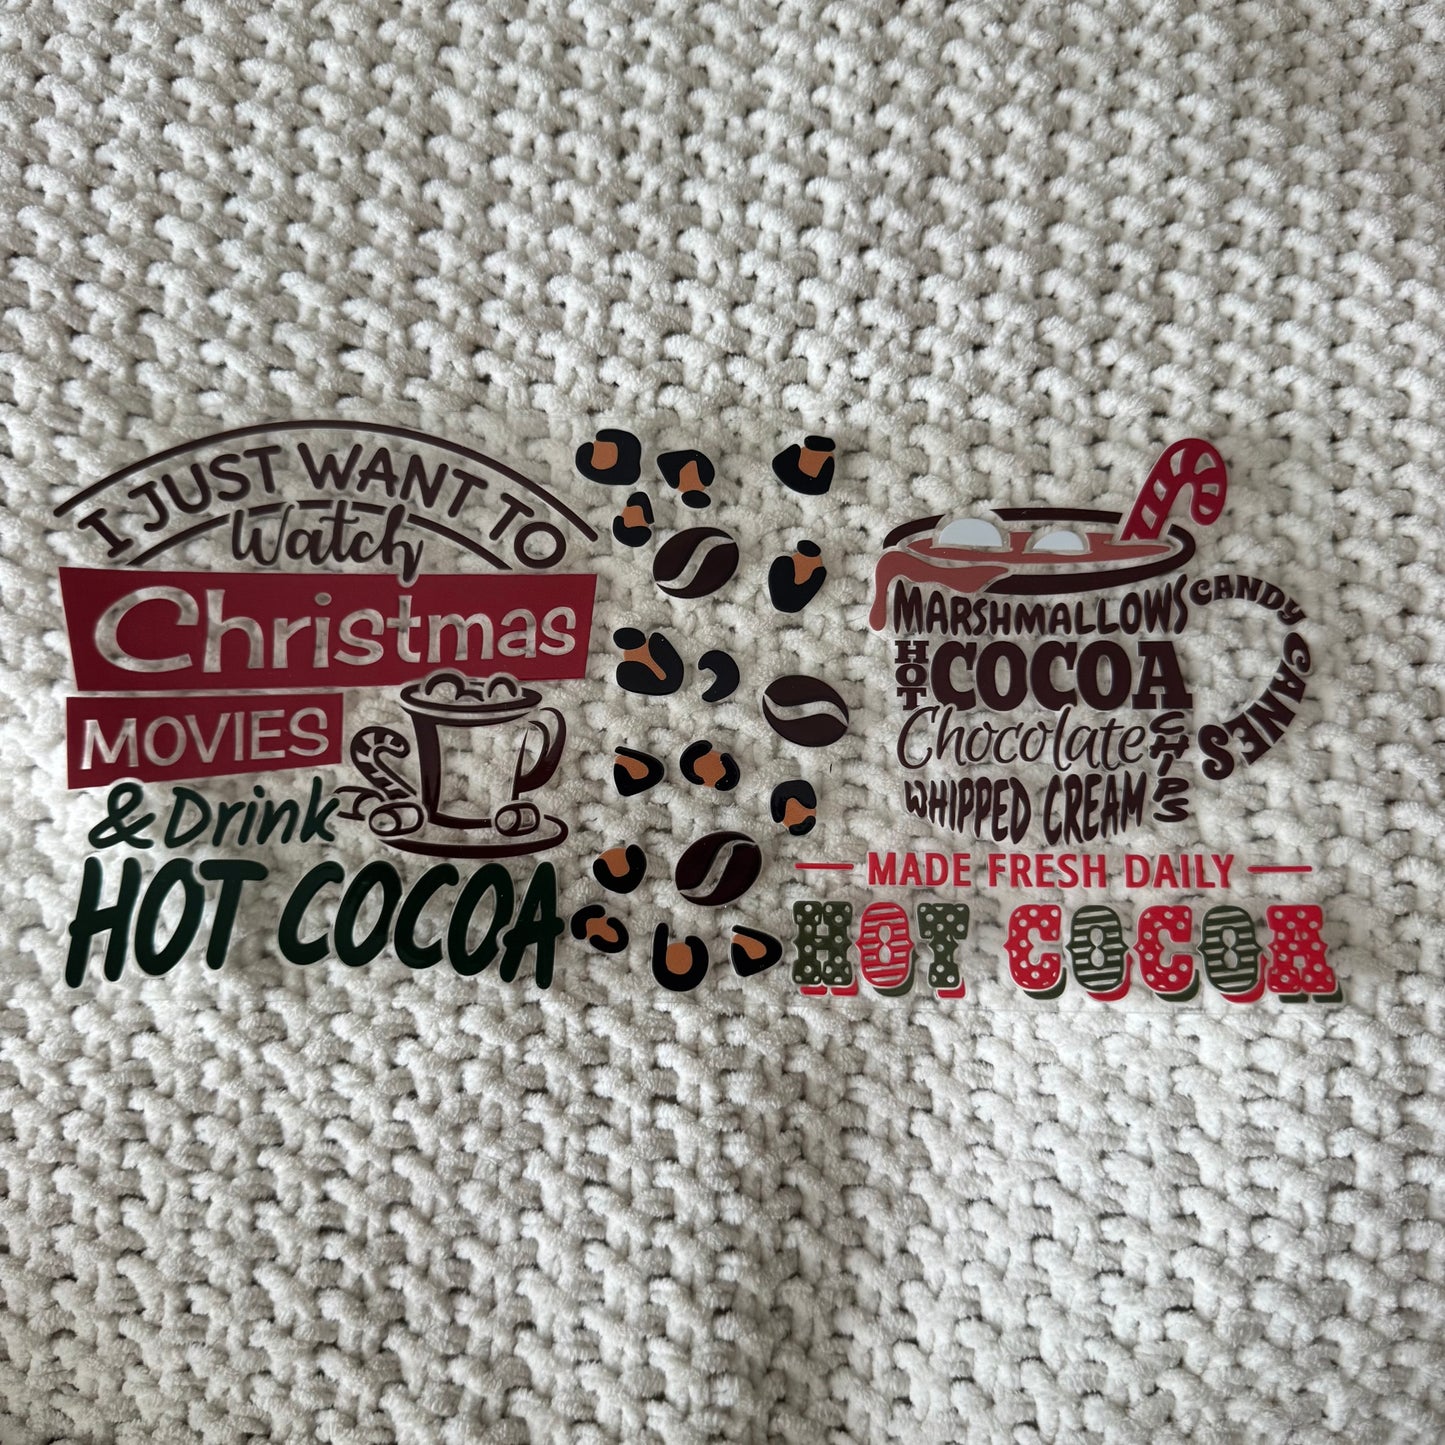 I JUST WANT TO
Watch
Christmas
MOVIES
& Drink
HOT COCOA
MARSHMALLOWS
HOT
COCOA
Chocolate
CHIPS
WHIPPED CREAM
CANDY CANES
MADE FRESH DAILY
HOT COCOA